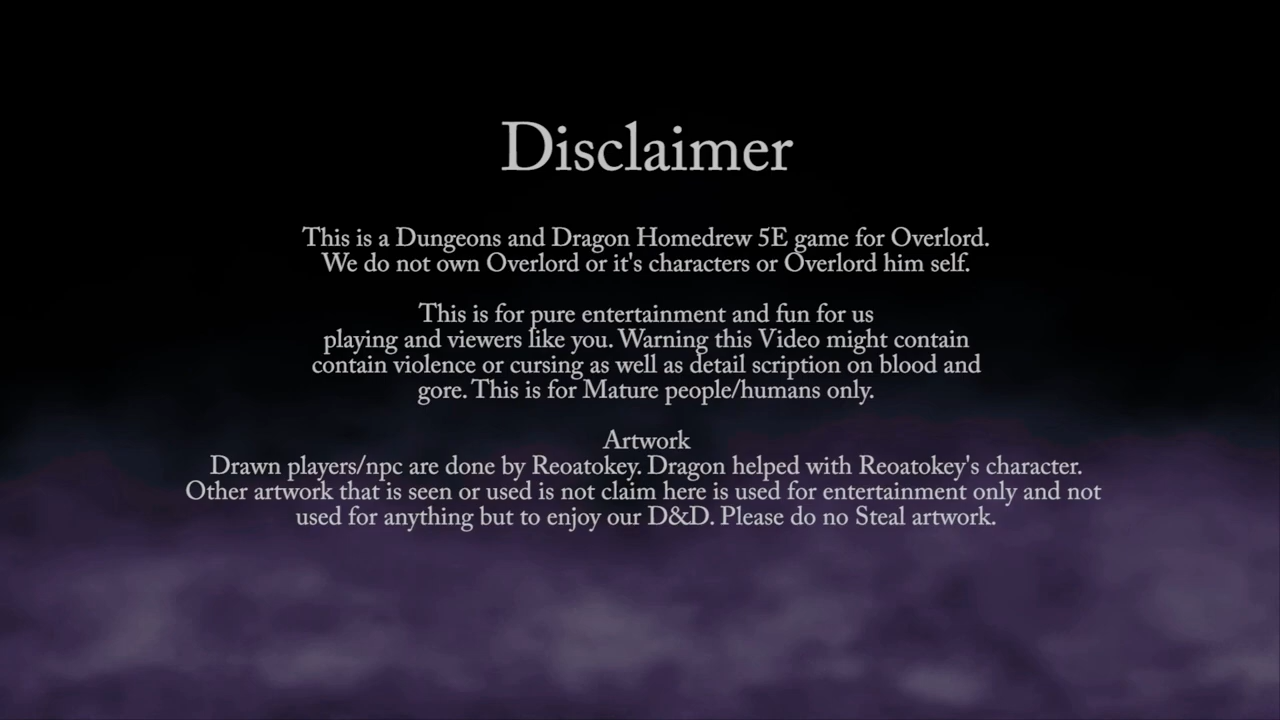 Disclaimer
This is a Dungeons and Dragon Homedrew 5E game for Overlord.
We do not own Overlord or it's characters or Overlord him self.
This is for pure entertainment and fun for us
playing and viewers like you. Warning this Video might contain
contain violence or cursing as well as detail scription on blood and
gore. This is for Mature people/humans only.
Artwork
Drawn players/npc are done by Reoatokey. Dragon helped with Reoatokey's character.
Other artwork that is seen or used is not claim here is used for entertainment only and not
used for anything but to enjoy our D&D. Please do no Steal artwork.